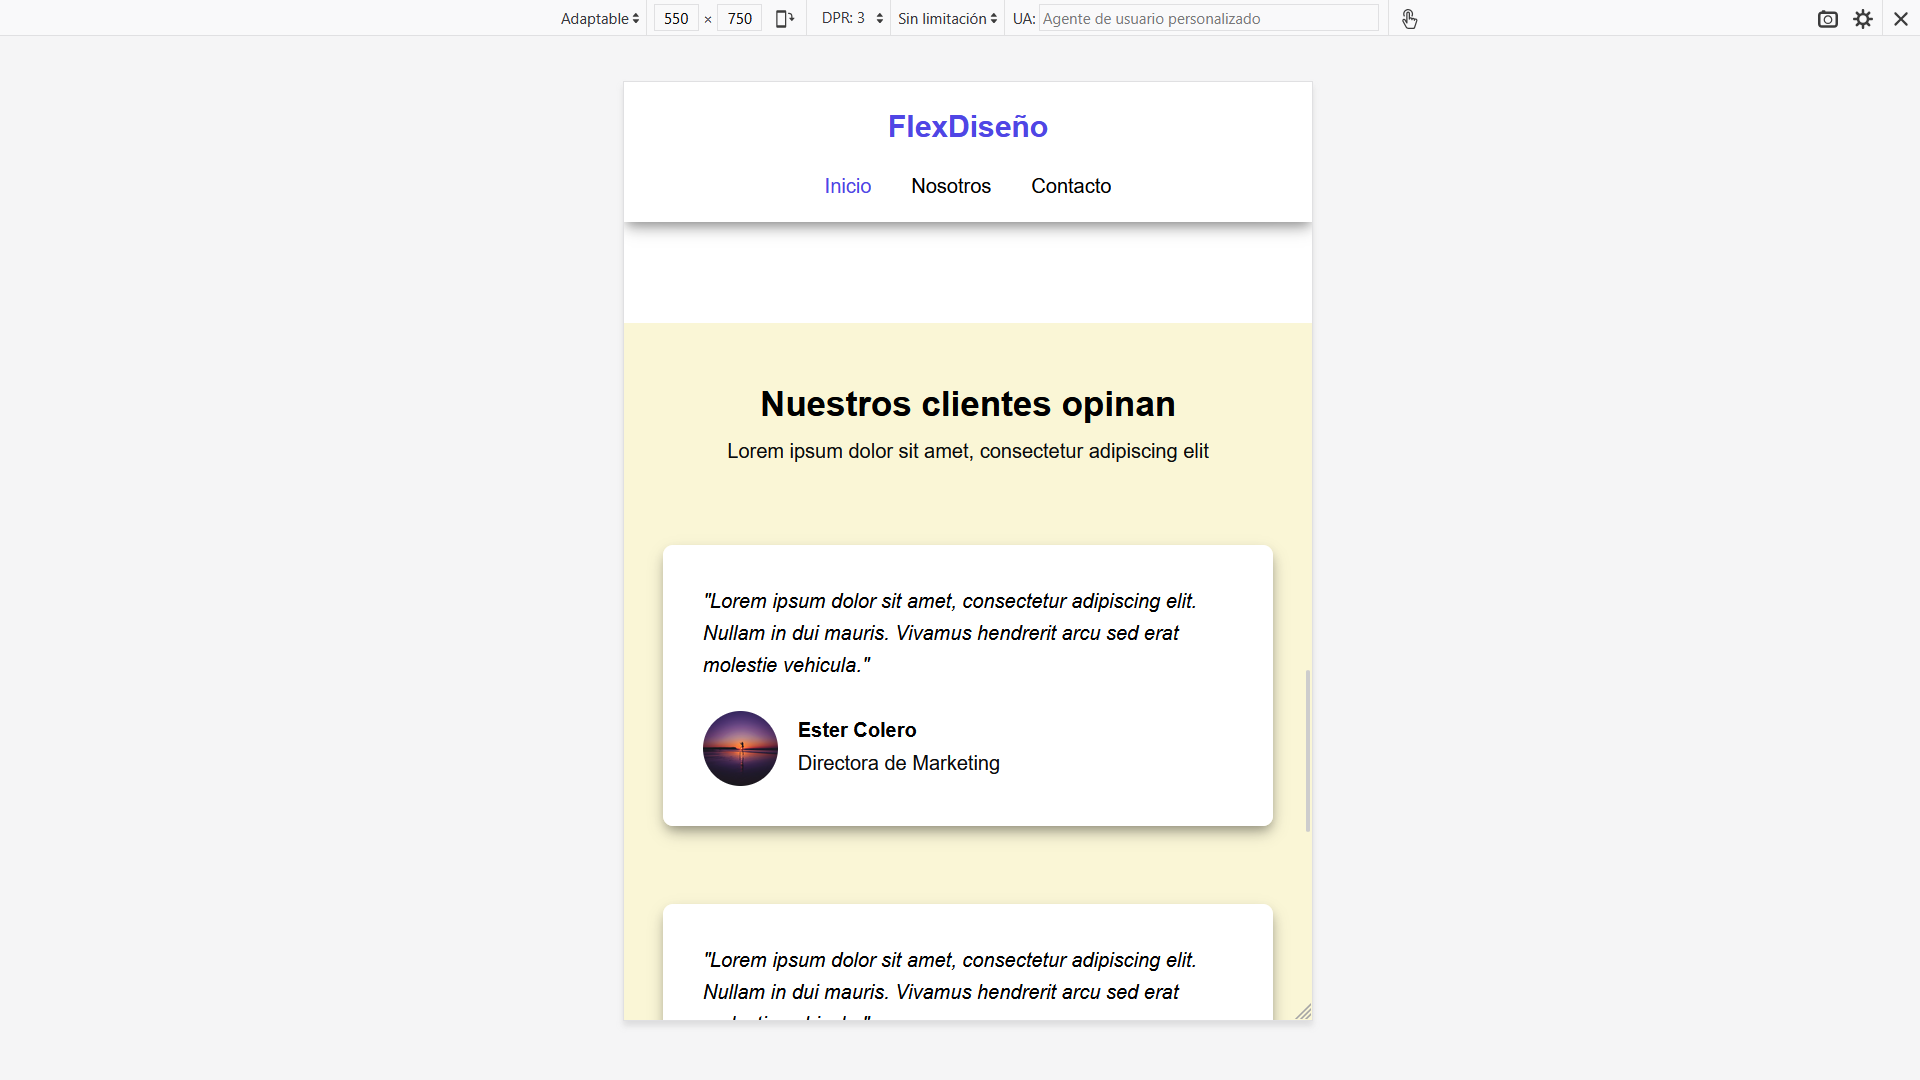 Adaptable 550 × 750 DPR: 3 Sin limitación UA: Agente de usuario personalizado
FlexDiseño
Inicio Nosotros Contacto
Nuestros clientes opinan
Lorem ipsum dolor sit amet, consectetur adipiscing elit
"Lorem ipsum dolor sit amet, consectetur adipiscing elit.
Nullam in dui mauris. Vivamus hendrerit arcu sed erat
molestie vehicula."
Ester Colero
Directora de Marketing
"Lorem ipsum dolor sit amet, consectetur adipiscing elit.
Nullam in dui mauris. Vivamus hendrerit arcu sed erat